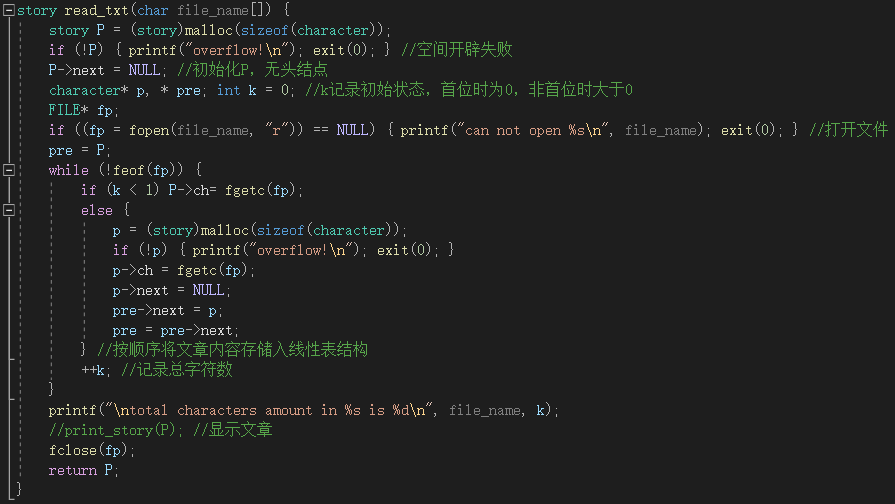 story read_txt(char file_name[]) {
story P = (story)malloc(sizeof(character));
if (!P) { printf("overflow!\n"); exit(0); } //空间开辟失败
P->next = NULL; //初始化P，无头结点
character* p, * pre; int k = 0; //k记录初始状态，首位时为0，非首位时大于0
FILE* fp;
if ((fp = fopen(file_name, "r")) == NULL) { printf("can not open %s\n", file_name); exit(0); } //打开文件
pre = P;
while (!feof(fp)) {
if (k < 1) P->ch= fgetc(fp);
else {
p = (story)malloc(sizeof(character));
if (!p) { printf("overflow!\n"); exit(0); }
p->ch = fgetc(fp);
p->next = NULL;
pre->next = p;
pre = pre->next;
} //按顺序将文章内容存储入线性表结构
++k; //记录总字符数
}
printf("\ntotal characters amount in %s is %d\n", file_name, k);
//print_story(P); //显示文章
fclose(fp);
return P;
}